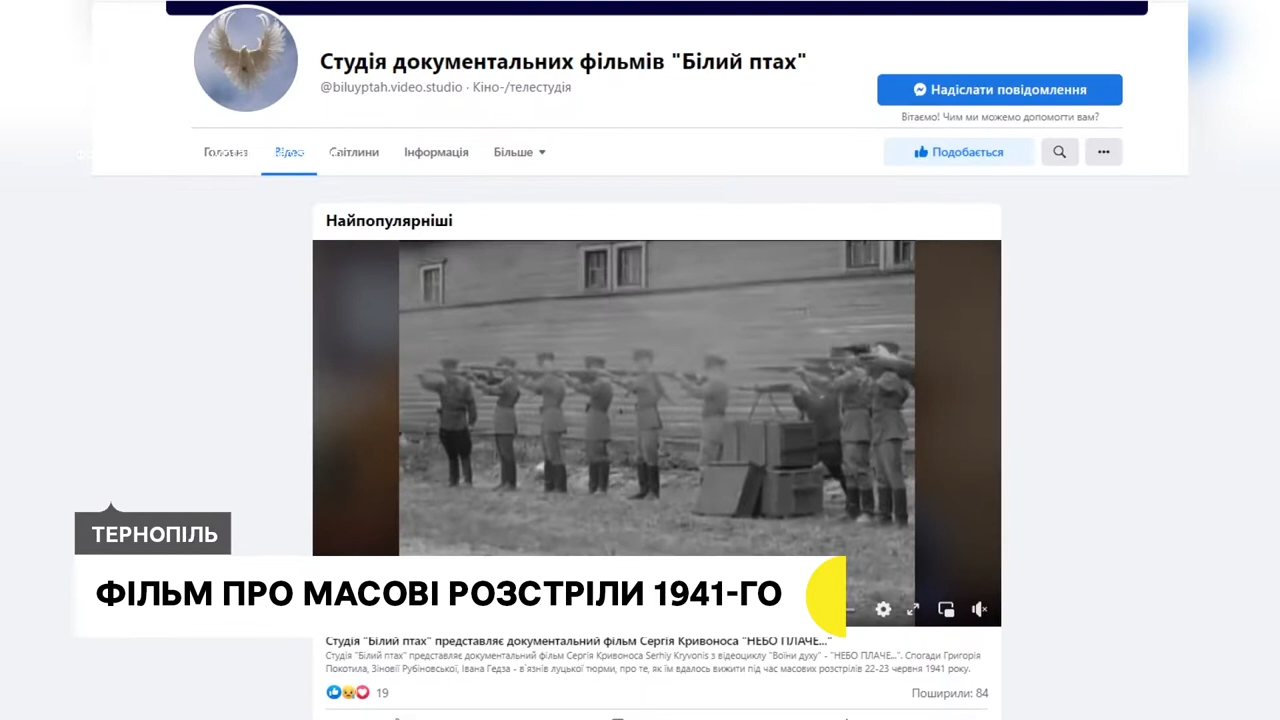 Студія документальних фільмів "Білий птах"
@biluyptah.video.studio · Кіно-/телестудія
Надіслати повідомлення
Вітаємо! Чим ми можемо допомогти вам?
Головна Відео Світлини Інформація Більше
Подобається
Найпопулярніші
ТЕРНОПІЛЬ
ФІЛЬМ ПРО МАСОВІ РОЗСТРІЛИ 1941-ГО
Студія "Білий птах" представляє документальний фільм Сергія Кривоноса "НЕБО ПЛАЧЕ..."
Студія "Білий птах" представляє документальний фільм Сергія Кривоноса Serhiy Kryvonis з відеоциклу "Воїни духу" - "НЕБО ПЛАЧЕ...". Спогади Григорія
Покотила, Зіновії Рубіновської, Івана Гедза - в'язнів луцької тюрми, про те, як їм вдалось вижити під час масових розстрілів 22-23 червня 1941 року.
19
Поширили: 84